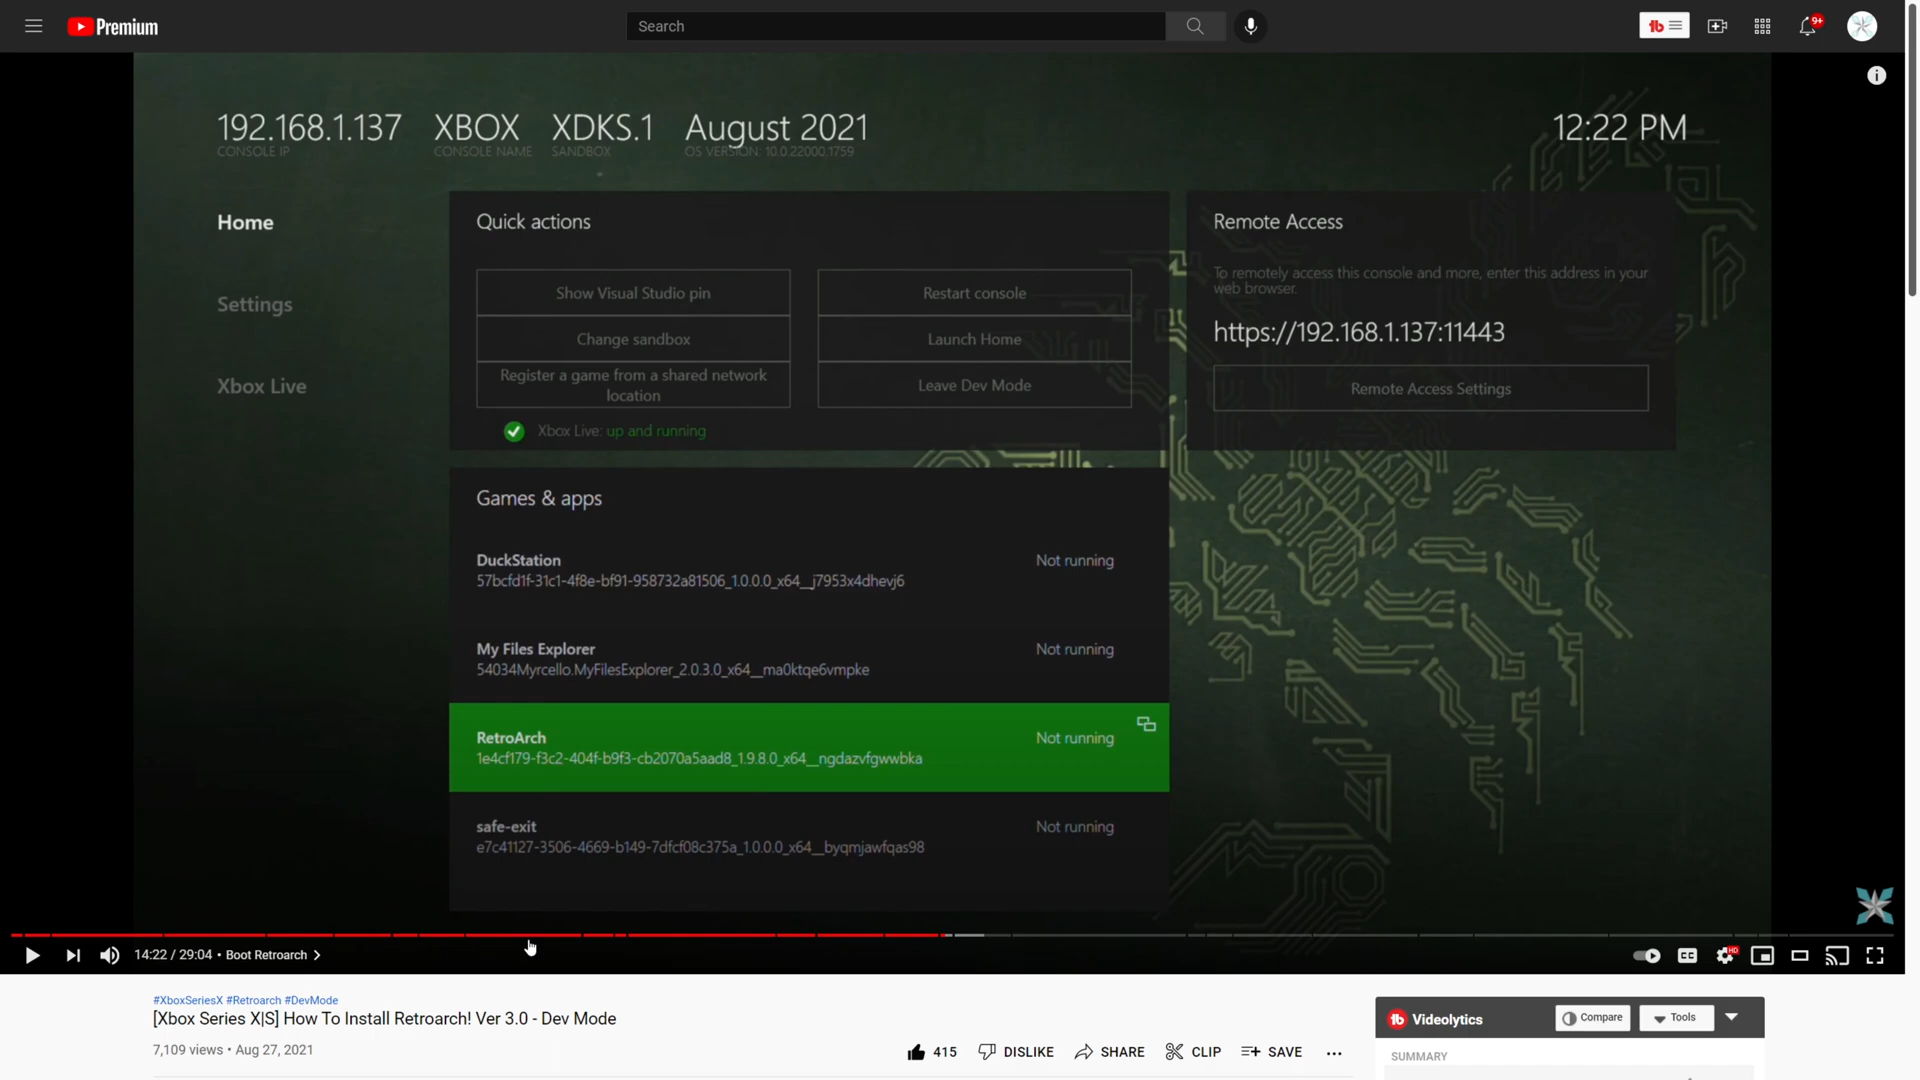 Premium
Search
9+
192.168.1.137 XBOX XDKS.1 August 2021
CONSOLE IP CONSOLE NAME SANDBOX OS VERSION: 10.0.22000.1759
12:22 PM
Home
Settings
Xbox Live
Quick actions
Show Visual Studio pin
Restart console
Change sandbox
Launch Home
Register a game from a shared network
location
Leave Dev Mode
Xbox Live: up and running
Remote Access
To remotely access this console and more, enter this address in your
web browser.
https://192.168.1.137:11443
Remote Access Settings
Games & apps
DuckStation Not running
57bcfd1f-31c1-4f8e-bf91-958732a81506_1.0.0.0_x64__j7953x4dhevj6
My Files Explorer Not running
54034Myrcello.MyFilesExplorer_2.0.3.0_x64__ma0ktqe6vmpke
RetroArch Not running
1e4cf179-f3c2-404f-b9f3-cb2070a5aad8_1.9.8.0_x64__ngdazvfgwwbka
safe-exit Not running
e7c41127-3506-4669-b149-7dfcf08c375a_1.0.0.0_x64__byqmjawfqas98
14:22 / 29:04 • Boot Retroarch
CC
HD
#XboxSeriesX #Retroarch #DevMode
[Xbox Series X|S] How To Install Retroarch! Ver 3.0 - Dev Mode
7,109 views • Aug 27, 2021
415 DISLIKE SHARE CLIP SAVE
Videolytics
Compare
Tools
SUMMARY